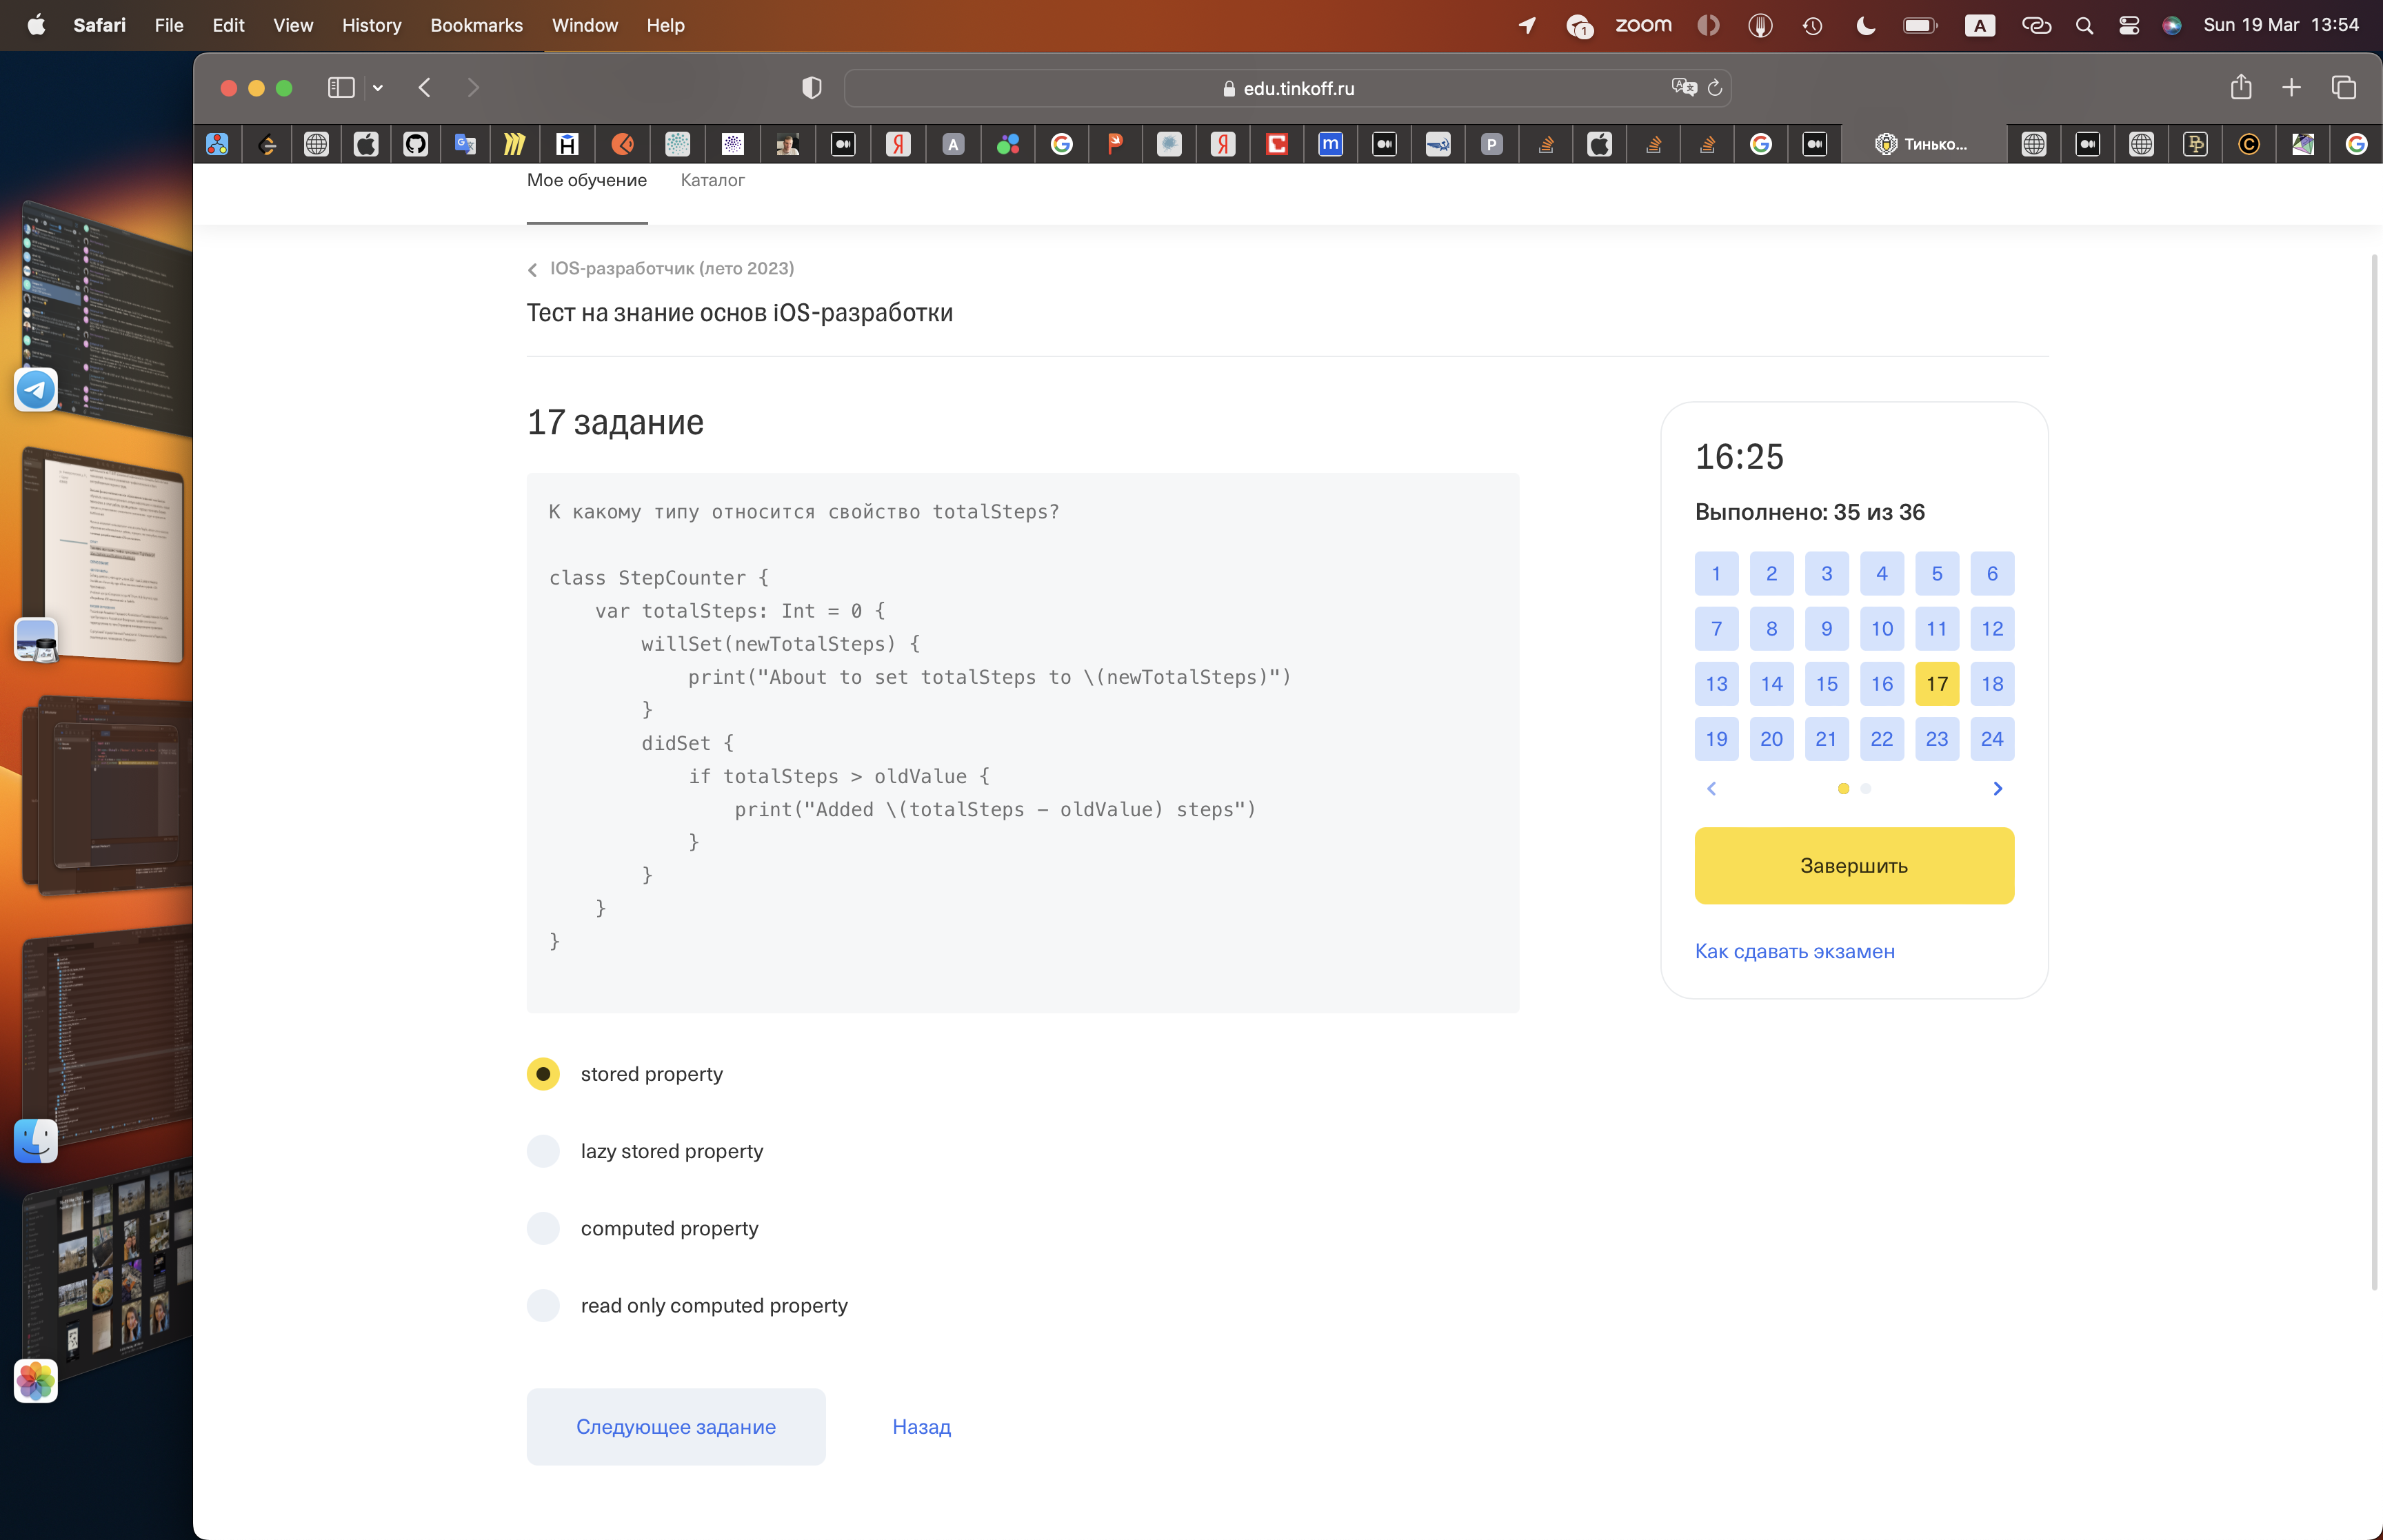 Safari File Edit View History Bookmarks Window Help
1 zoom A Sun 19 Mar 13:54
edu.tinkoff.ru
Тинько...
Мое обучение Каталог
IOS-разработчик (лето 2023)
Тест на знание основ iOS-разработки
17 задание
К какому типу относится свойство totalSteps?
class StepCounter {
    var totalSteps: Int = 0 {
        willSet(newTotalSteps) {
            print("About to set totalSteps to \(newTotalSteps)")
        }
        didSet {
            if totalSteps > oldValue {
                print("Added \(totalSteps – oldValue) steps")
            }
        }
    }
}
stored property
lazy stored property
computed property
read only computed property
Следующее задание Назад
16:25
Выполнено: 35 из 36
1 2 3 4 5 6
7 8 9 10 11 12
13 14 15 16 17 18
19 20 21 22 23 24
Завершить
Как сдавать экзамен